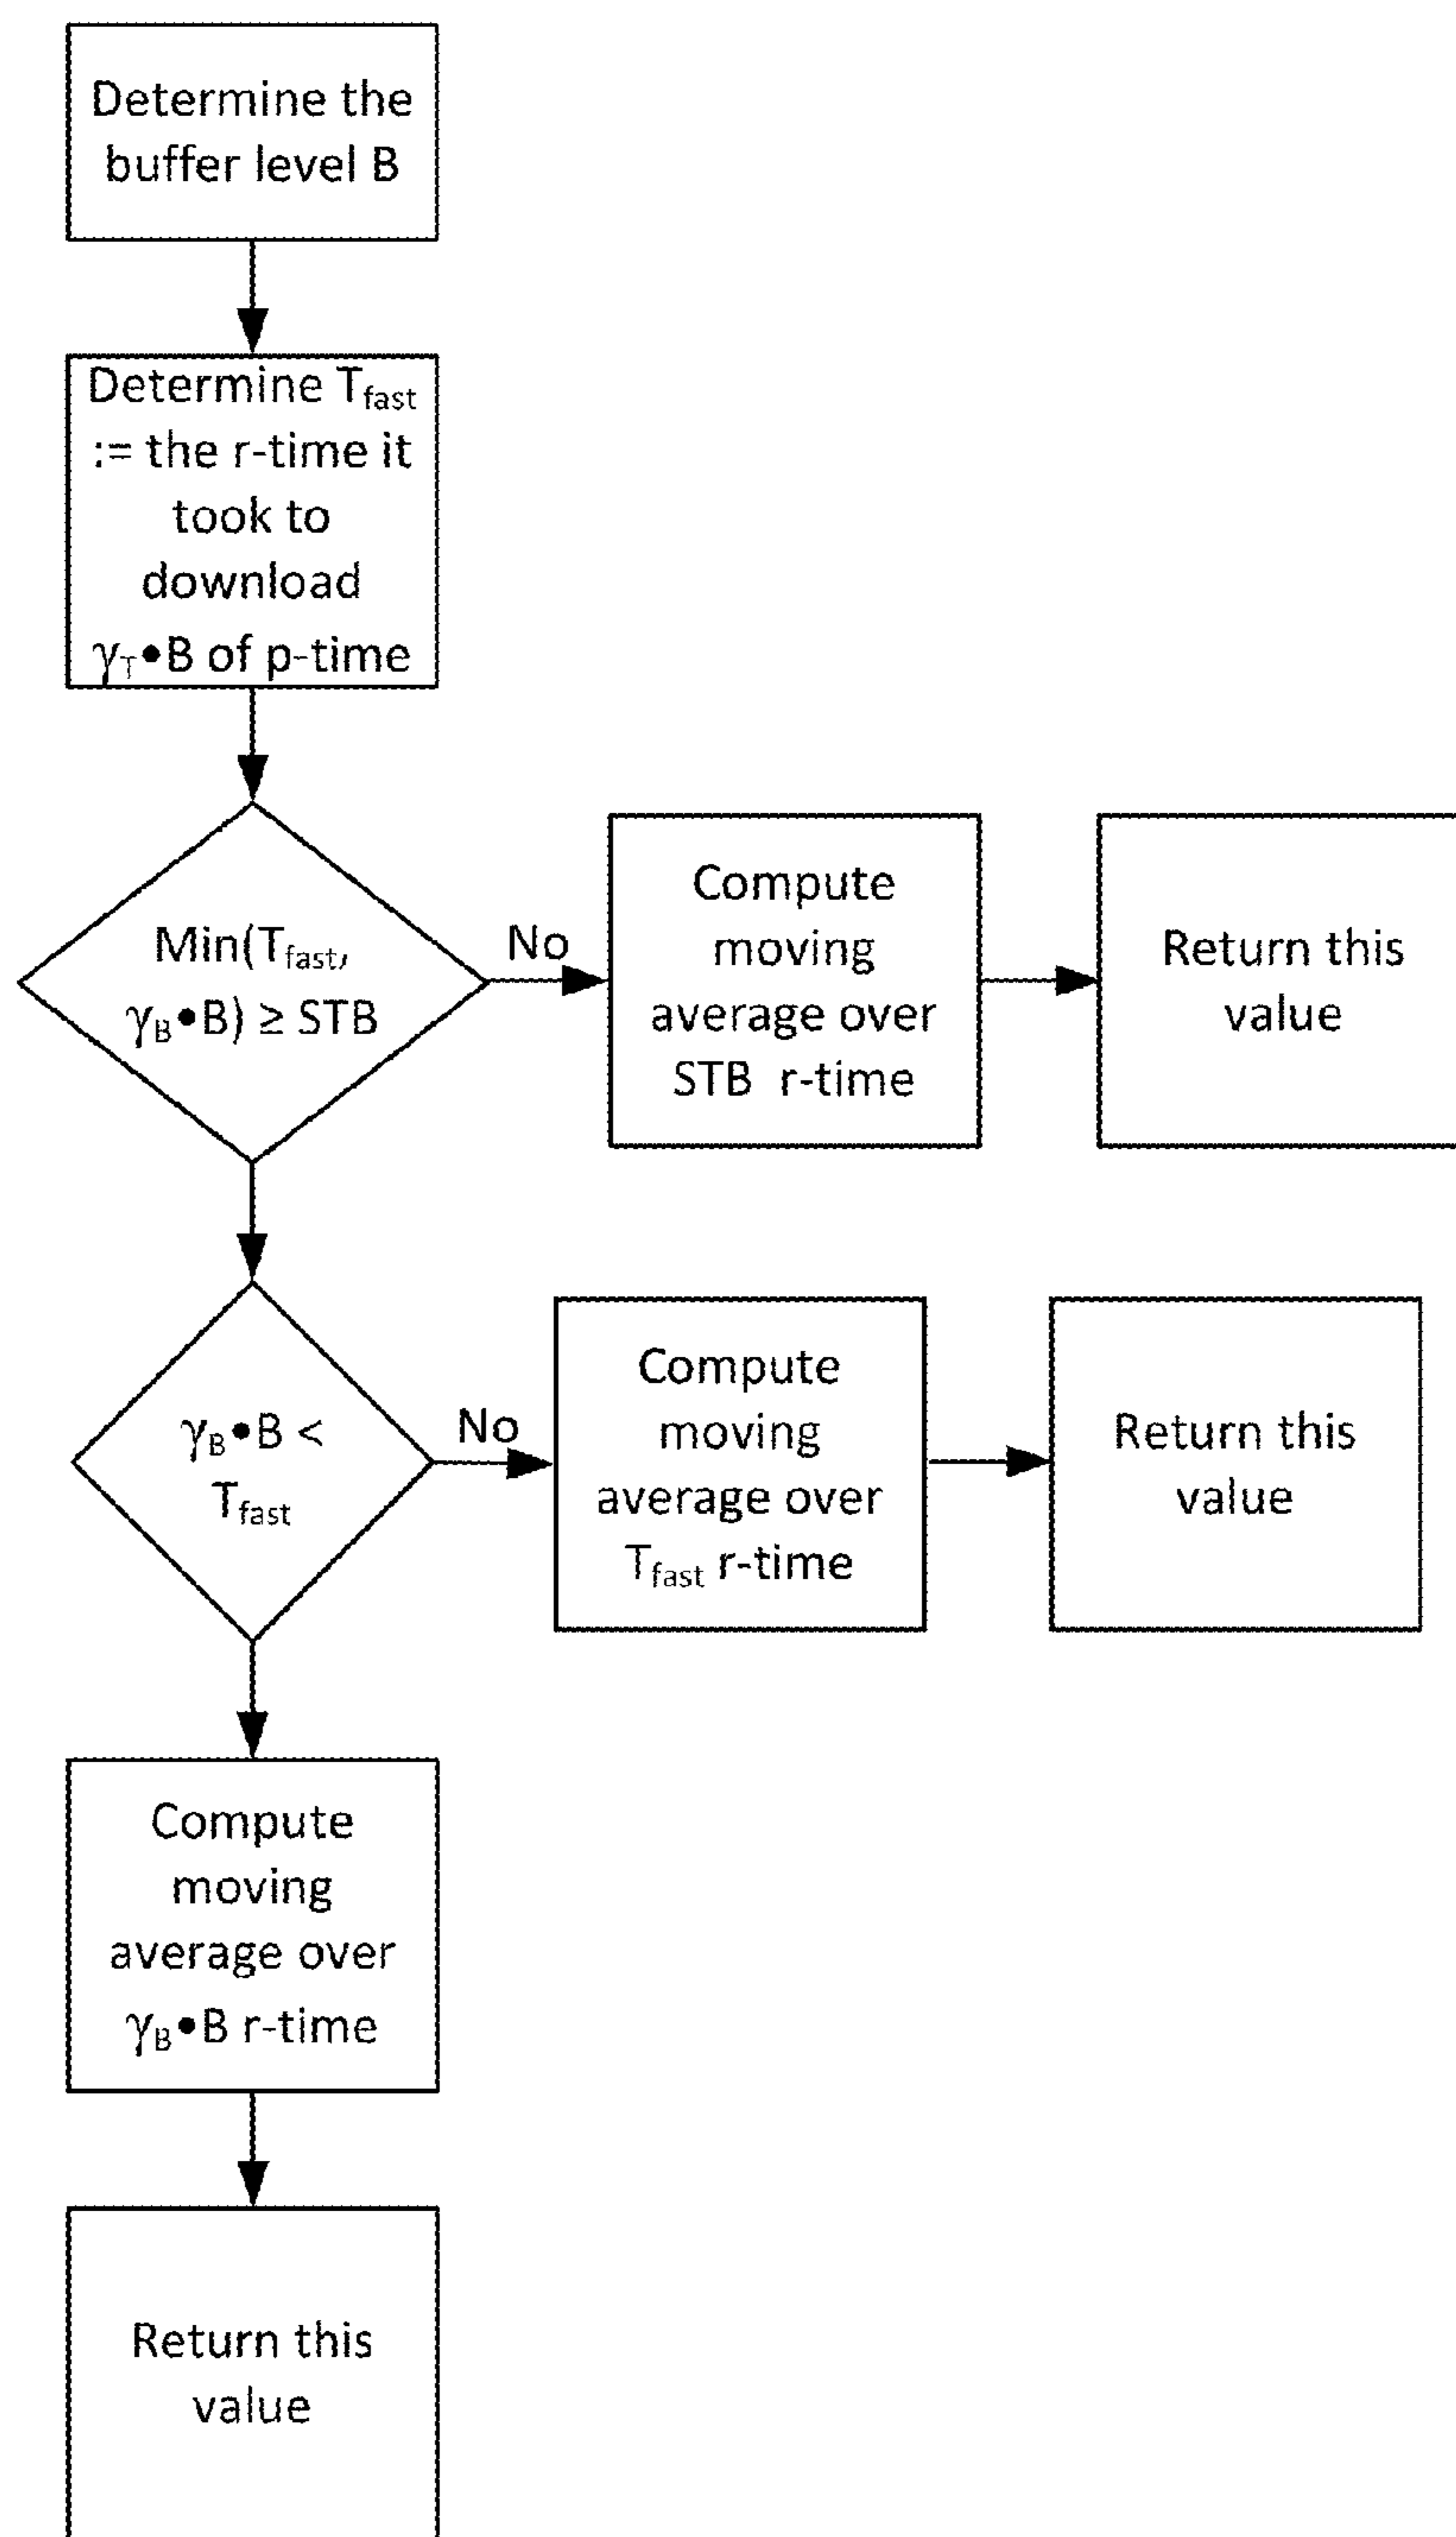 Determine the
buffer level B
Determine T_fast
:= the r-time it
took to
download
γ_T•B of p-time
Min(T_fast,
γ_B•B) ≥ STB
No
Compute
moving
average over
STB r-time
Return this
value
γ_B•B <
T_fast
No
Compute
moving
average over
T_fast r-time
Return this
value
Compute
moving
average over
γ_B•B r-time
Return this
value